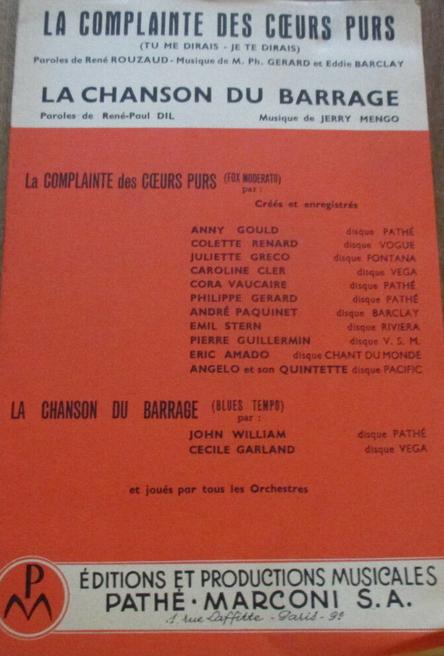 LA COMPLAINTE DES CŒURS PURS
(TU ME DIRAIS - JE TE DIRAIS)
Paroles de René ROUZAUD - Musique de M. Ph. GERARD et Eddie BARCLAY
LA CHANSON DU BARRAGE
Paroles de René-Paul DIL Musique de JERRY MENGO
La COMPLAINTE des CŒURS PURS (FOX MODERATO)
par :
Créés et enregistrés
ANNY GOULD disque PATHÉ
COLETTE RENARD disque VOGUE
JULIETTE GRECO disque FONTANA
CAROLINE CLER disque VEGA
CORA VAUCAIRE disque PATHÉ
PHILIPPE GERARD disque PATHÉ
ANDRÉ PAQUINET disque BARCLAY
EMIL STERN disque RIVIERA
PIERRE GUILLERMIN disque V. S. M.
ERIC AMADO disque CHANT DU MONDE
ANGELO et son QUINTETTE disque PACIFIC
LA CHANSON DU BARRAGE (BLUES TEMPO)
par :
JOHN WILLIAM disque PATHÉ
CECILE GARLAND disque VEGA
et joués par tous les Orchestres
PM
ÉDITIONS ET PRODUCTIONS MUSICALES
PATHÉ · MARCONI S.A.
1 rue Laffitte - Paris - 9e